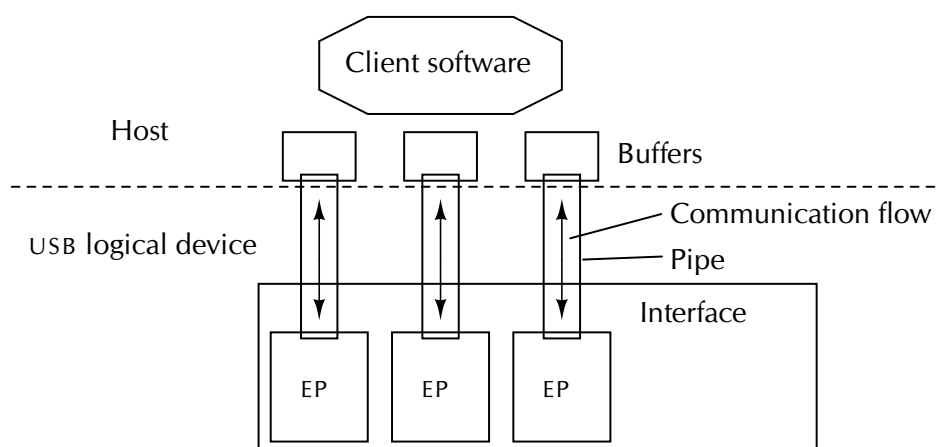 Client software
Host
Buffers
Communication flow
USB logical device
Pipe
Interface
EP EP EP